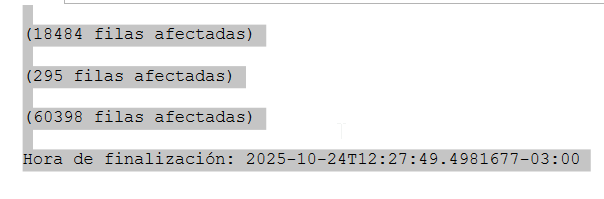 (18484 filas afectadas)
(295 filas afectadas)
(60398 filas afectadas)
Hora de finalización: 2025-10-24T12:27:49.4981677-03:00